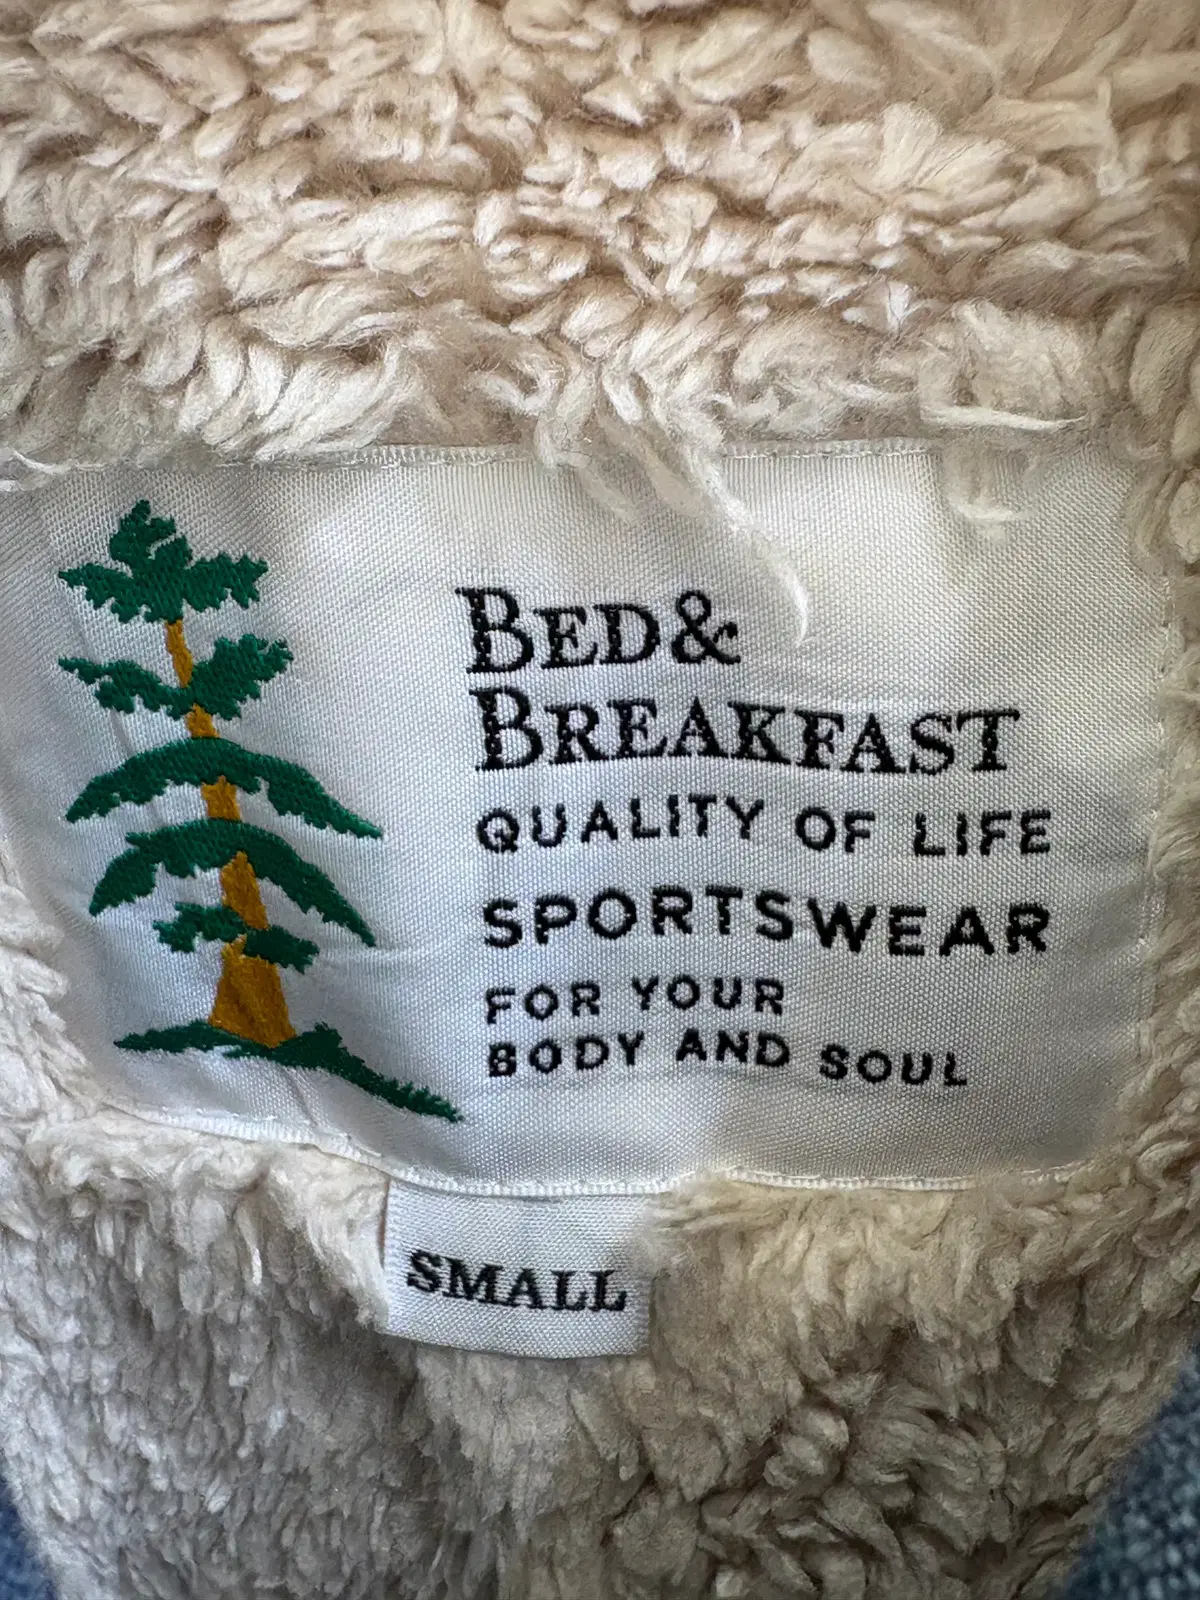 BED&
BREAKFAST
QUALITY OF LIFE
SPORTSWEAR
FOR YOUR
BODY AND SOUL
SMALL